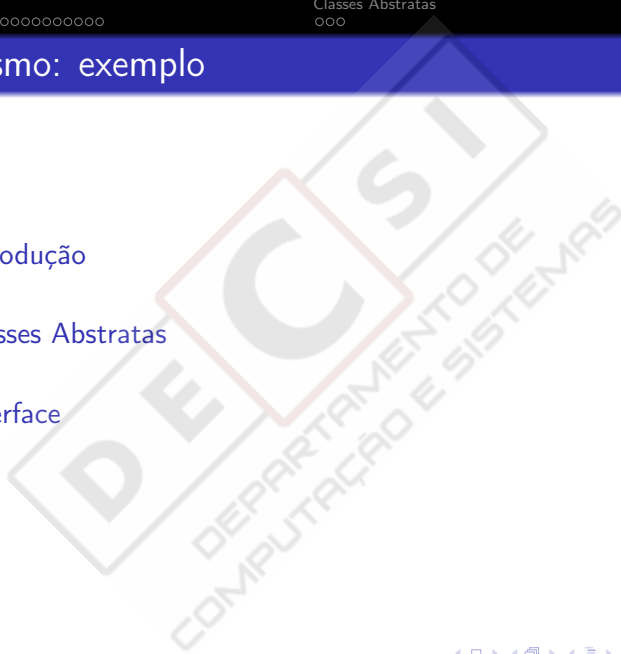 Classes Abstratas
smo: exemplo
odução
sses Abstratas
erface
DECSI
DEPARTAMENTO DE
COMPUTAÇÃO E SISTEMAS